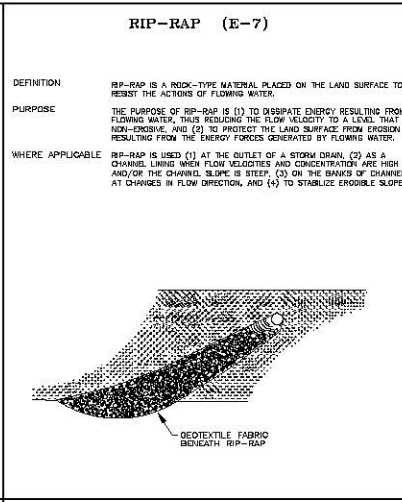 RIP-RAP (E-7)
DEFINITION
RIP-RAP IS A ROCK-TYPE MATERIAL PLACED ON THE LAND SURFACE TO
RESIST THE ACTIONS OF FLOWING WATER.
PURPOSE
THE PURPOSE OF RIP-RAP IS (1) TO DISSIPATE ENERGY RESULTING FROM
FLOWING WATER, THUS REDUCING THE FLOW VELOCITY TO A LEVEL THAT
NON-EROSIVE, AND (2) TO PROTECT THE LAND SURFACE FROM EROSION
RESULTING FROM THE ENERGY FORCES GENERATED BY FLOWING WATER.
WHERE APPLICABLE
RIP-RAP IS USED (1) AT THE OUTLET OF A STORM DRAIN, (2) AS A
CHANNEL LINING WHEN FLOW VELOCITIES AND CONCENTRATION ARE HIGH
AND/OR THE CHANNEL SLOPE IS STEEP, (3) ON THE BANKS OF CHANNEL
AT CHANGES IN FLOW DIRECTION, AND (4) TO STABILIZE ERODIBLE SLOPE
GEOTEXTILE FABRIC
BENEATH RIP-RAP